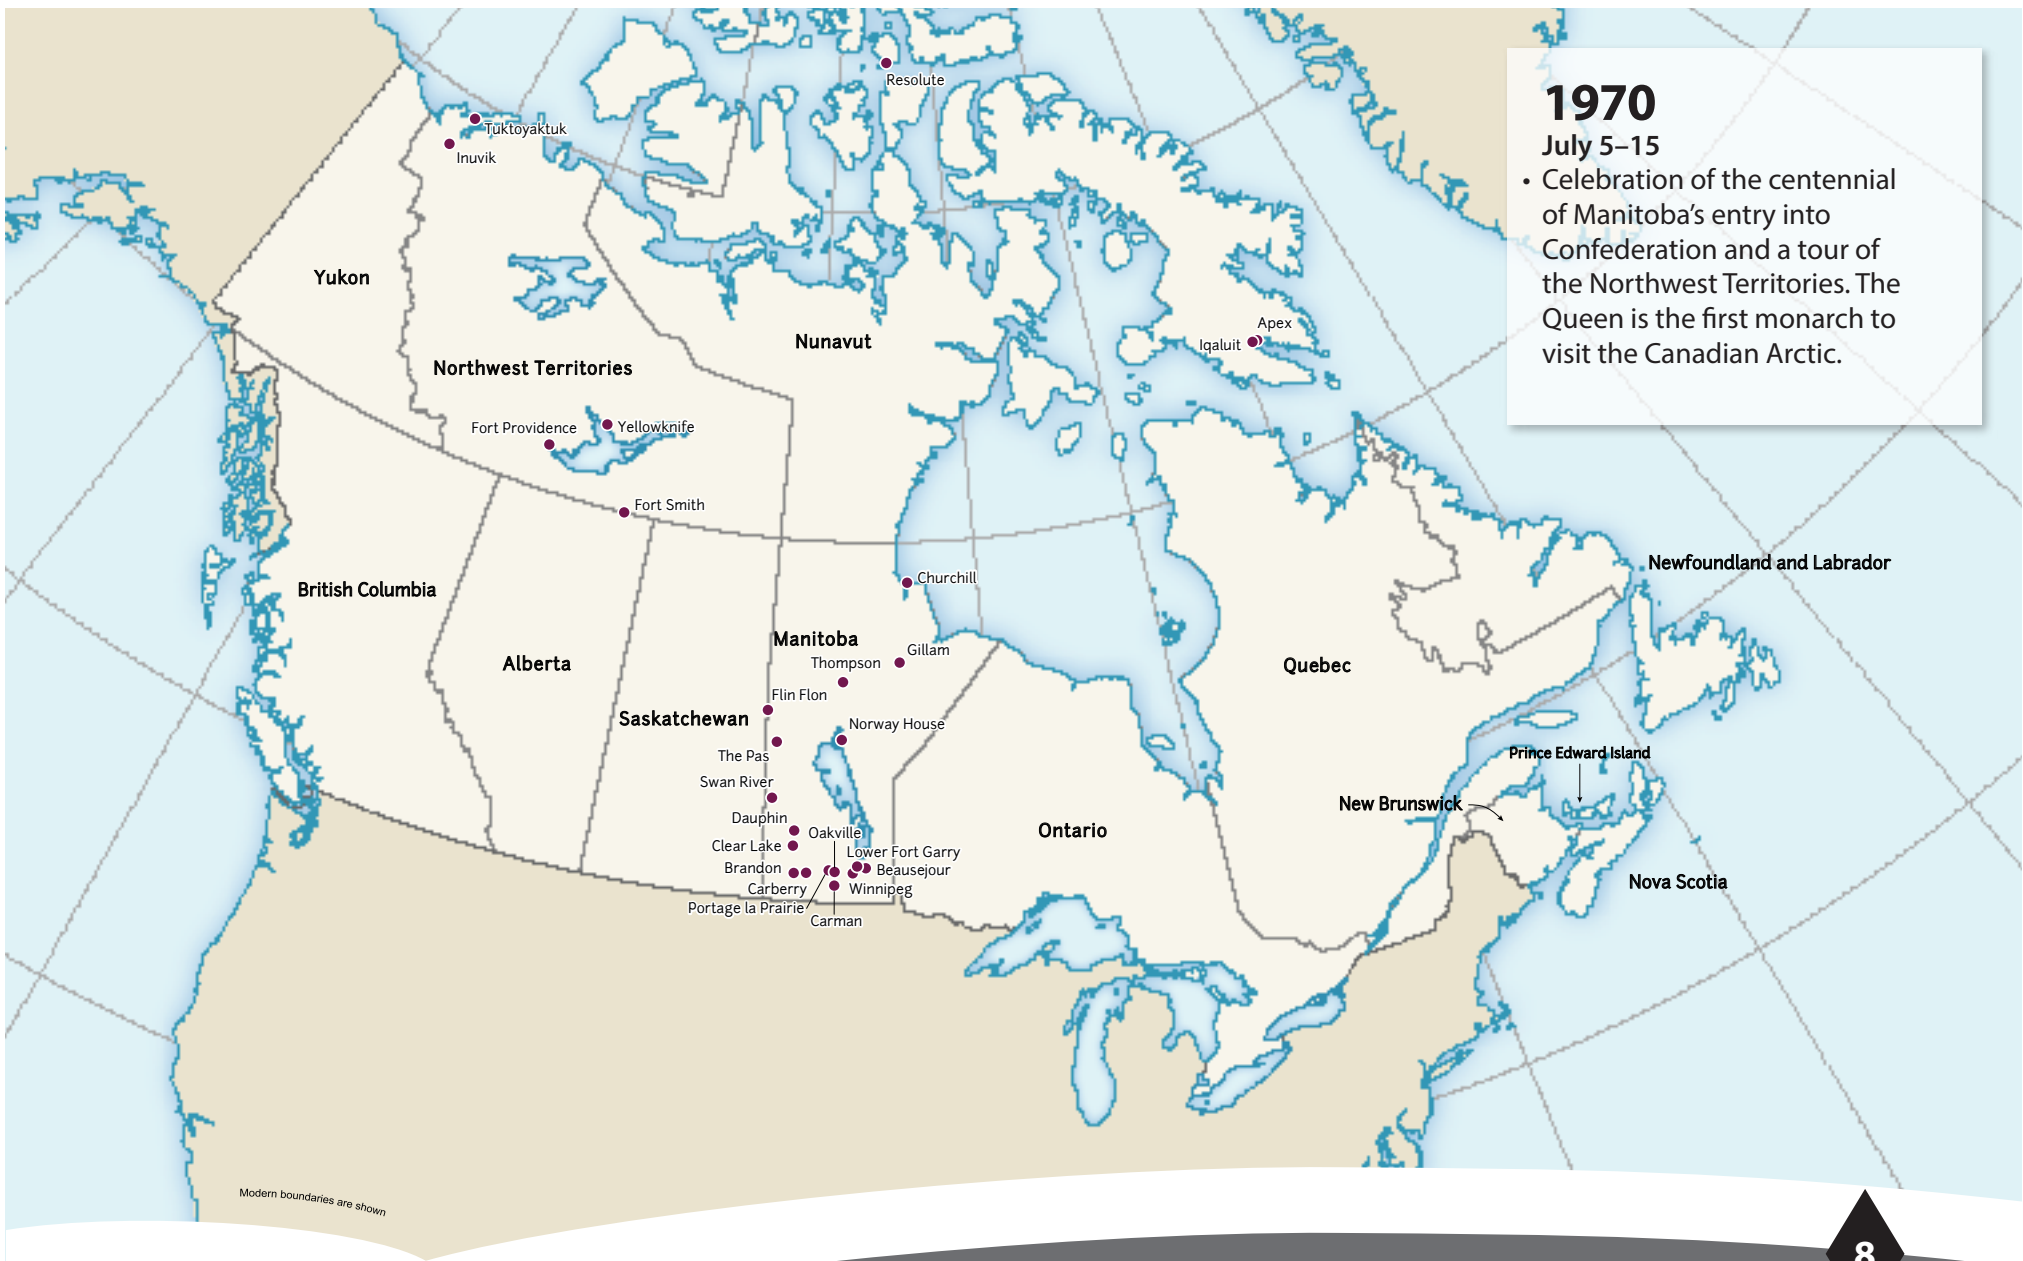 1970
July 5–15
• Celebration of the centennial
of Manitoba’s entry into
Confederation and a tour of
the Northwest Territories. The
Queen is the first monarch to
visit the Canadian Arctic.
Resolute
Tuktoyaktuk
Inuvik
Yukon
Apex
Iqaluit
Nunavut
Northwest Territories
Fort Providence
Yellowknife
Fort Smith
Newfoundland and Labrador
Churchill
British Columbia
Manitoba
Gillam
Thompson
Alberta
Quebec
Flin Flon
Saskatchewan
Norway House
The Pas
Prince Edward Island
Swan River
New Brunswick
Dauphin
Oakville
Ontario
Clear Lake
Lower Fort Garry
Brandon
Beausejour
Carberry
Winnipeg
Nova Scotia
Portage la Prairie
Carman
Modern boundaries are shown
8